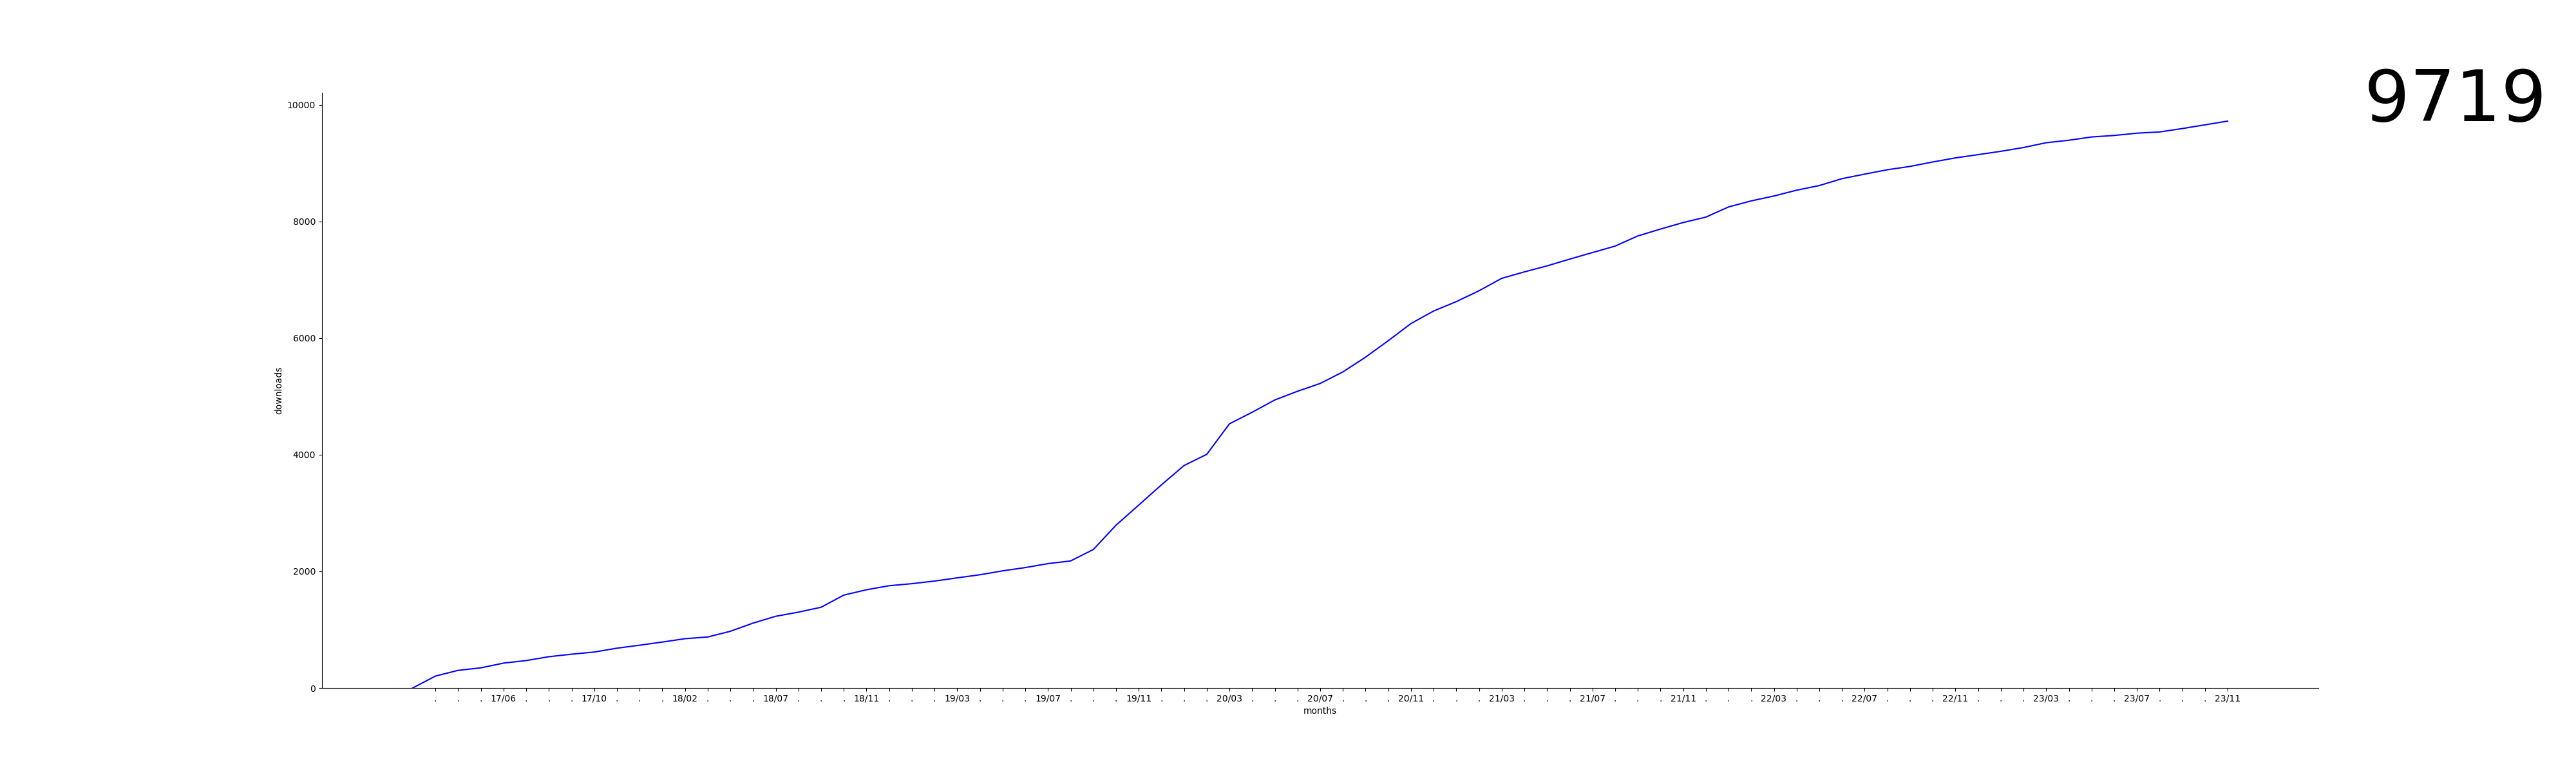 9719
10000
8000
6000
4000
2000
0
downloads
. . . 17/06 . . . 17/10 . . . 18/02 . . . 18/07 . . . 18/11 . . . 19/03 . . . 19/07 . . . 19/11 . . . 20/03 . . . 20/07 . . . 20/11 . . . 21/03 . . . 21/07 . . . 21/11 . . . 22/03 . . . 22/07 . . . 22/11 . . . 23/03 . . . 23/07 . . . 23/11
months